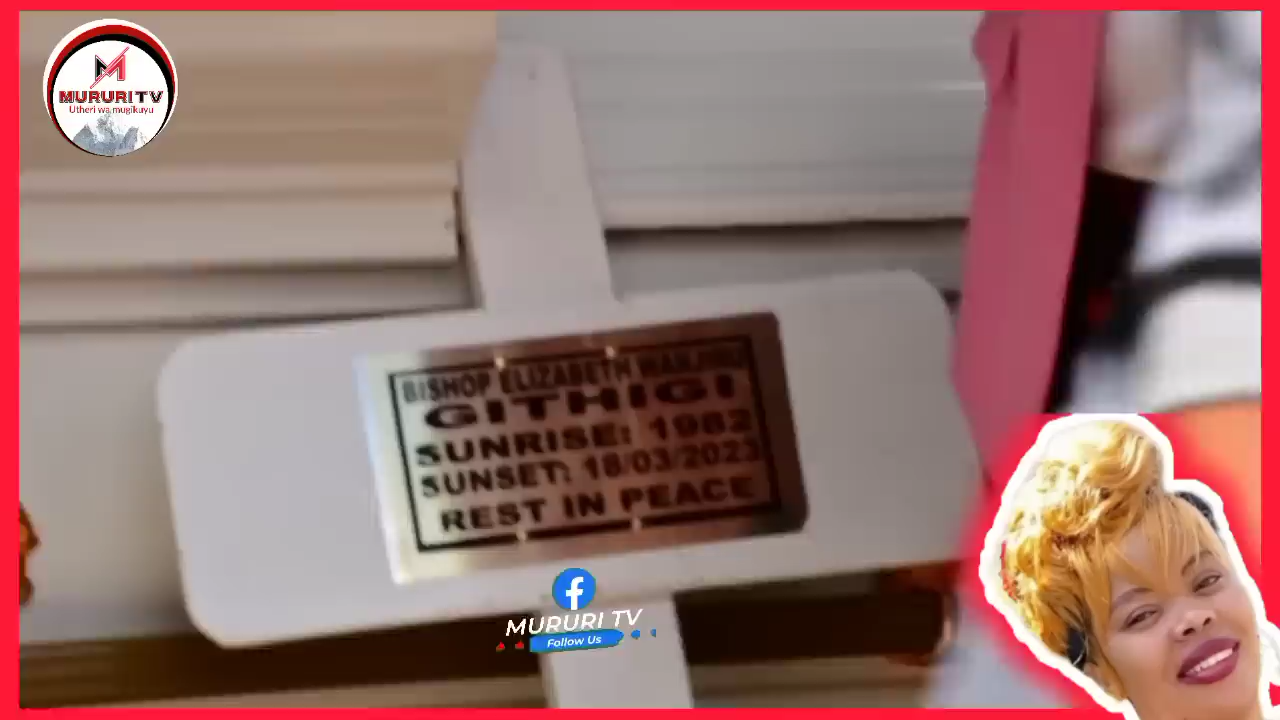 MURURI TV
Utheri wa mugikuyu
BISHOP ELIZABETH WANJIRU
GITHIGI
SUNRISE: 1982
SUNSET: 18/03/2023
REST IN PEACE
MURURI TV
Follow Us